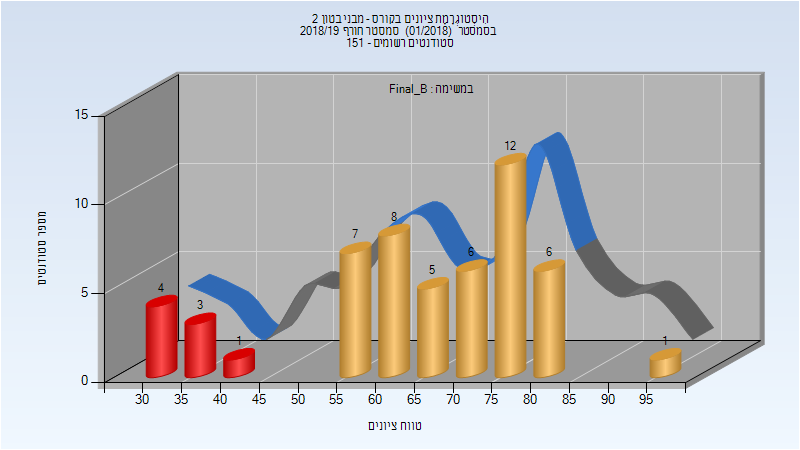 היסטוגרמת ציונים בקורס - מבני בטון 2
בסמסטר (01/2018) סמסטר חורף 2018/19
סטודנטים רשומים - 151
במשימה : Final_B
מספר סטודנטים
15
10
5
0
4
3
1
7
8
5
6
12
6
1
30 35 40 45 50 55 60 65 70 75 80 85 90 95
טווח ציונים